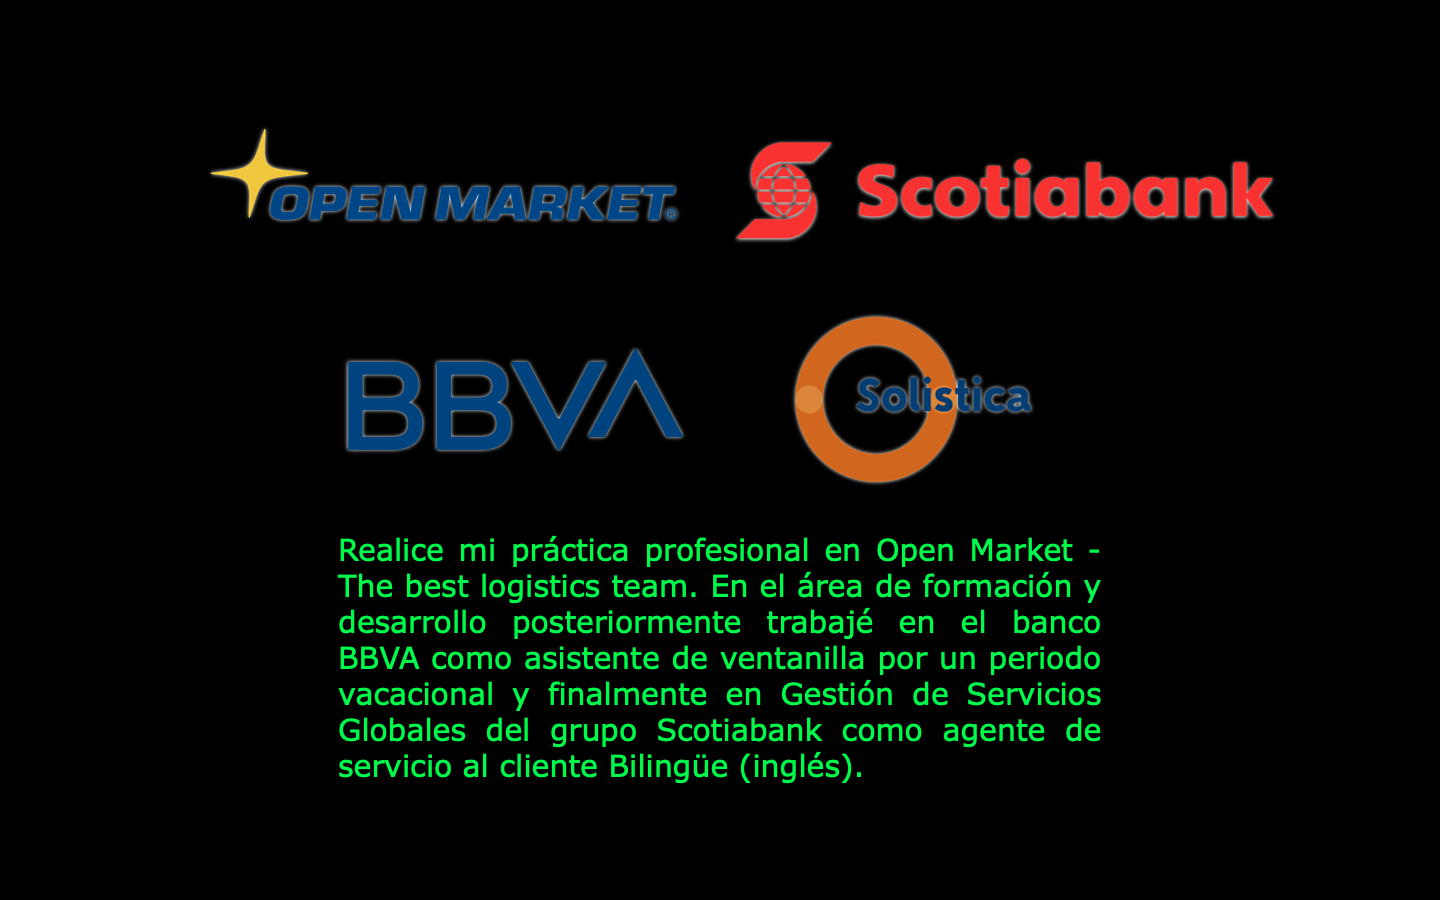 OPEN MARKET®
Scotiabank
BBVA
Solistica
Realice mi práctica profesional en Open Market -
The best logistics team. En el área de formación y
desarrollo posteriormente trabajé en el banco
BBVA como asistente de ventanilla por un periodo
vacacional y finalmente en Gestión de Servicios
Globales del grupo Scotiabank como agente de
servicio al cliente Bilingüe (inglés).